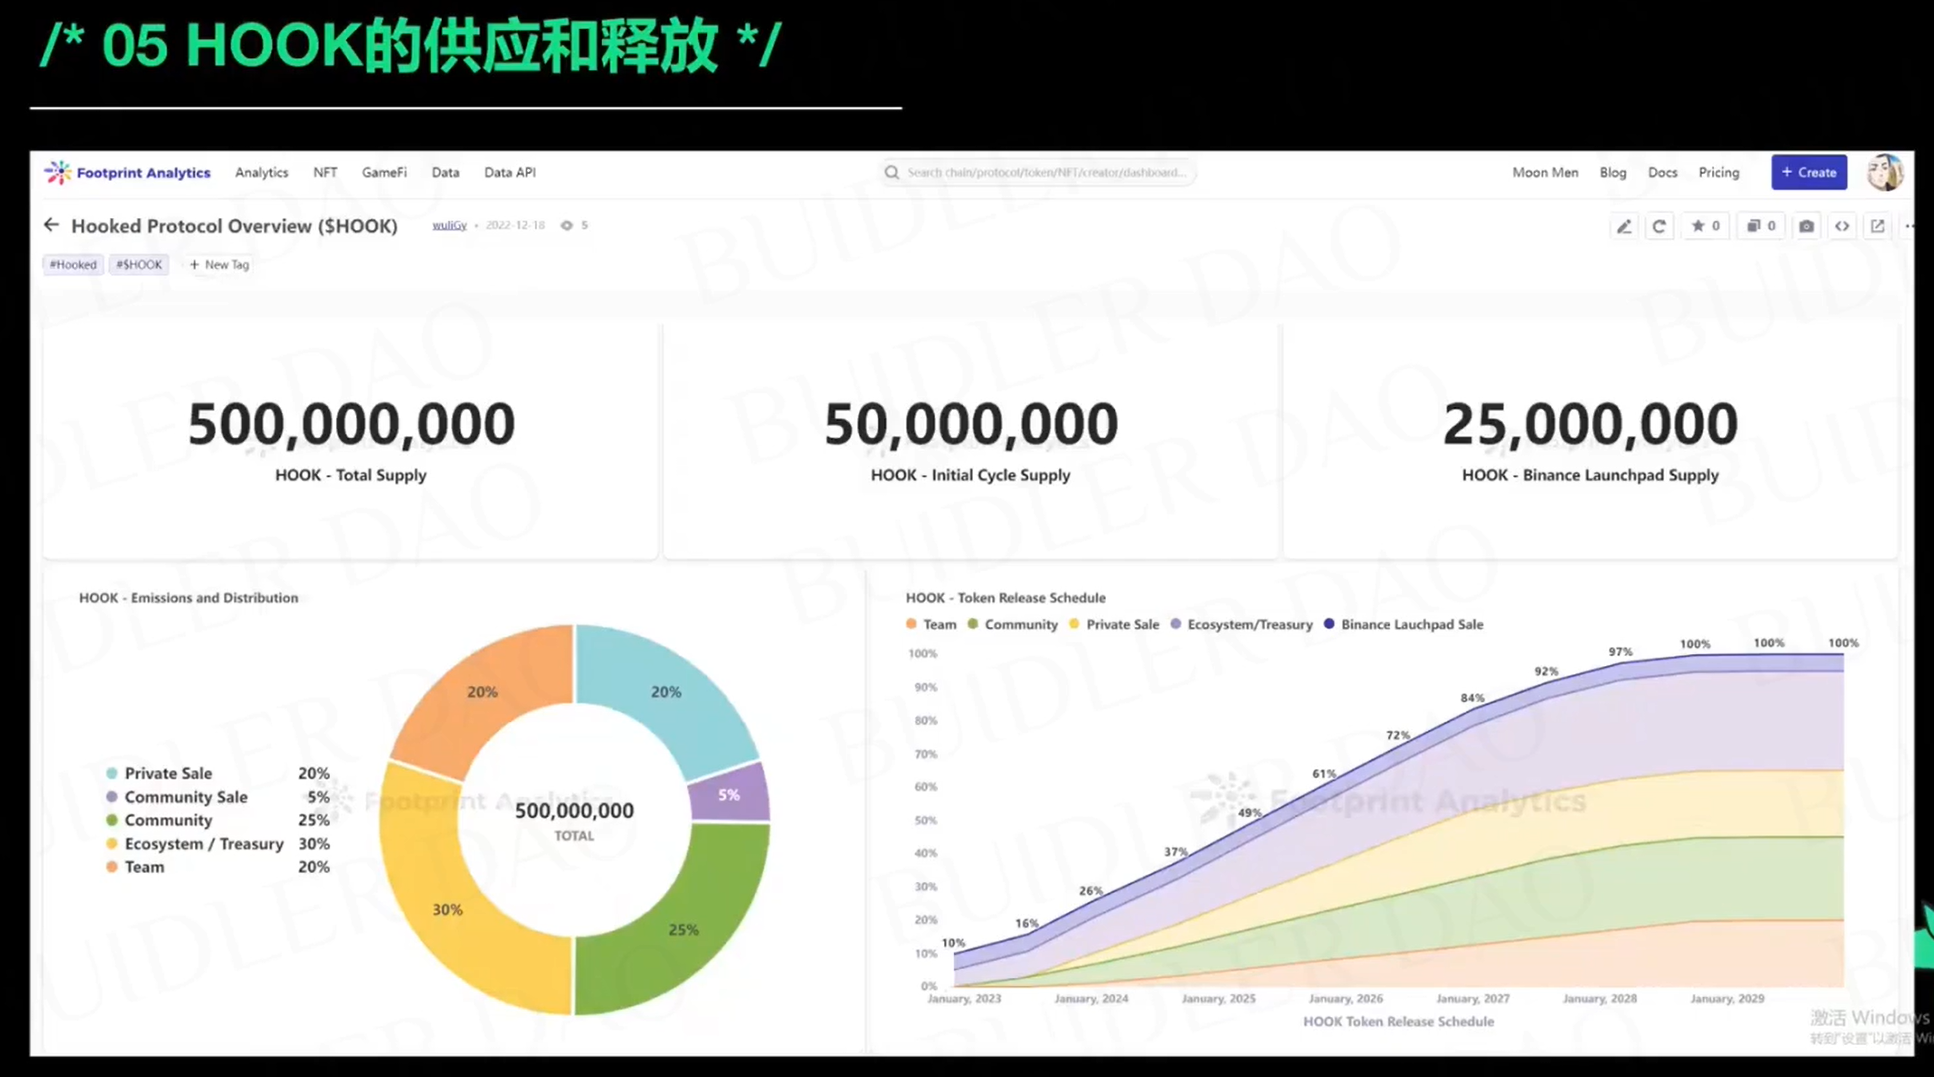 /* 05 HOOK的供应和释放 */
Footprint Analytics Analytics NFT GameFi Data Data API Search chain/protocol/token/NFT/creator/dashboard... Moon Men Blog Docs Pricing + Create
Hooked Protocol Overview ($HOOK) wuliGy • 2022-12-18 5 0 0
#Hooked #$HOOK + New Tag
500,000,000
HOOK - Total Supply
50,000,000
HOOK - Initial Cycle Supply
25,000,000
HOOK - Binance Launchpad Supply
HOOK - Emissions and Distribution
Private Sale 20%
Community Sale 5%
Community 25%
Ecosystem / Treasury 30%
Team 20%
20%
20%
5%
500,000,000
TOTAL
30%
25%
HOOK - Token Release Schedule
Team Community Private Sale Ecosystem/Treasury Binance Lauchpad Sale
100%
90%
80%
70%
60%
50%
40%
30%
20%
10%
0%
10% 16% 26% 37% 49% 61% 72% 84% 92% 97% 100% 100% 100%
January, 2023 January, 2024 January, 2025 January, 2026 January, 2027 January, 2028 January, 2029
HOOK Token Release Schedule
Footprint Analytics
Footprint Analytics
BUIDLER DAO
激活 Windows
转到"设置"以激活 Wi